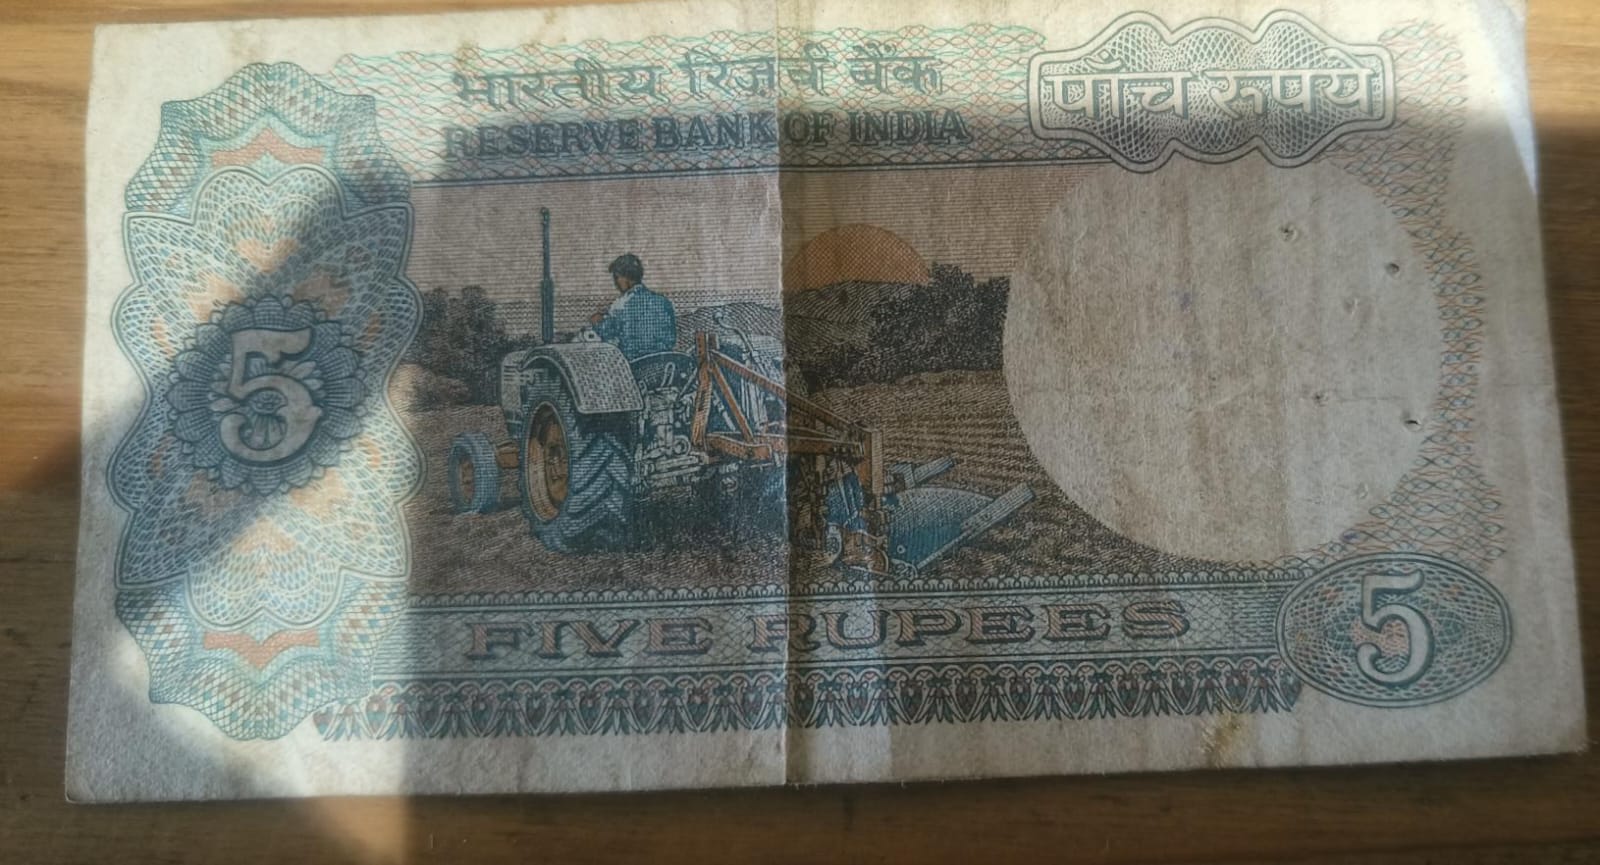 भारतीय रिज़र्व बैंक
RESERVE BANK OF INDIA
पाँच रूपये
5
FIVE RUPEES
5